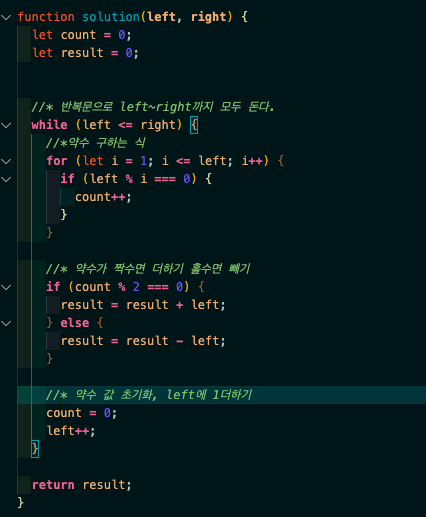 function solution(left, right) {
let count = 0;
let result = 0;
//* 반복문으로 left~right까지 모두 돈다.
while (left <= right) {
//*약수 구하는 식
for (let i = 1; i <= left; i++) {
if (left % i === 0) {
count++;
}
}
//* 약수가 짝수면 더하기 홀수면 빼기
if (count % 2 === 0) {
result = result + left;
} else {
result = result - left;
}
//* 약수 값 초기화, left에 1더하기
count = 0;
left++;
}
return result;
}